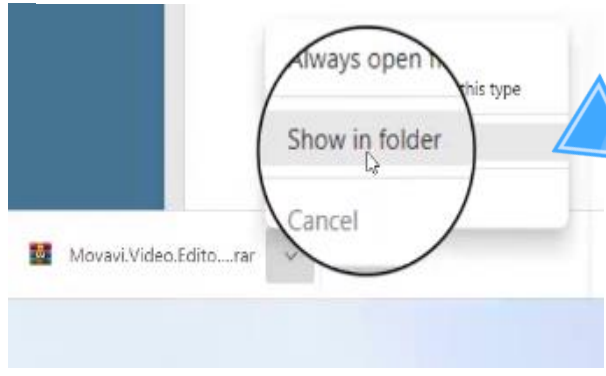 Always open
this type
Show in folder
Cancel
Movavi.Video.Edito....rar